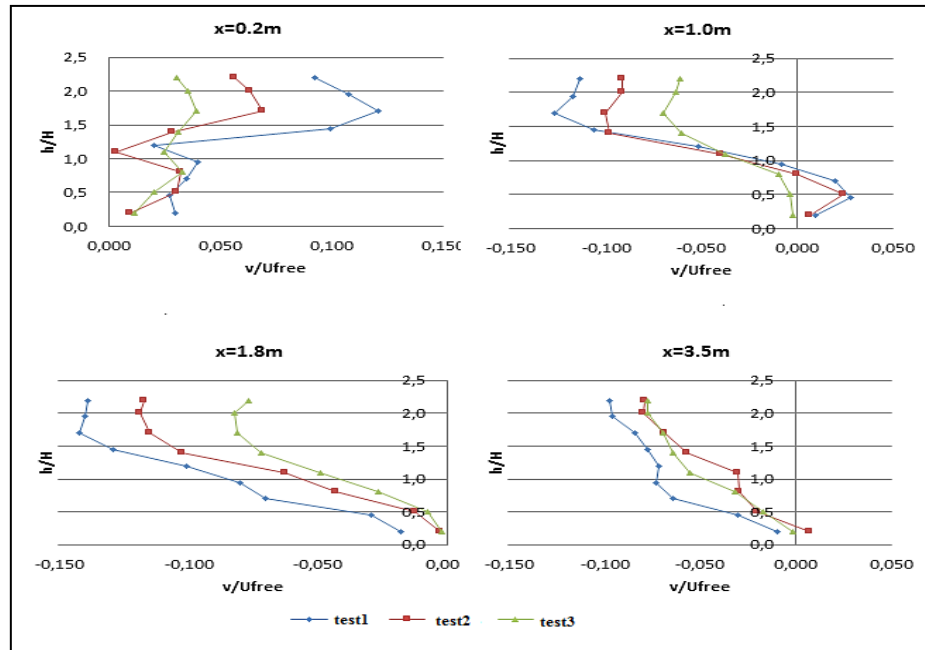 x=0.2m
2,5
2,0
1,5
1,0
0,5
0,0
h/H
0,000 0,050 0,100 0,150
v/Ufree
x=1.0m
2,5
2,0
1,5
1,0
0,5
0,0
h/H
-0,150 -0,100 -0,050 0,000 0,050
v/Ufree
x=1.8m
2,5
2,0
1,5
1,0
0,5
0,0
h/H
-0,150 -0,100 -0,050 0,00
v/Ufree
x=3.5m
2,5
2,0
1,5
1,0
0,5
0,0
h/H
-0,150 -0,100 -0,050 0,000 0,050
v/Ufree
test1 test2 test3